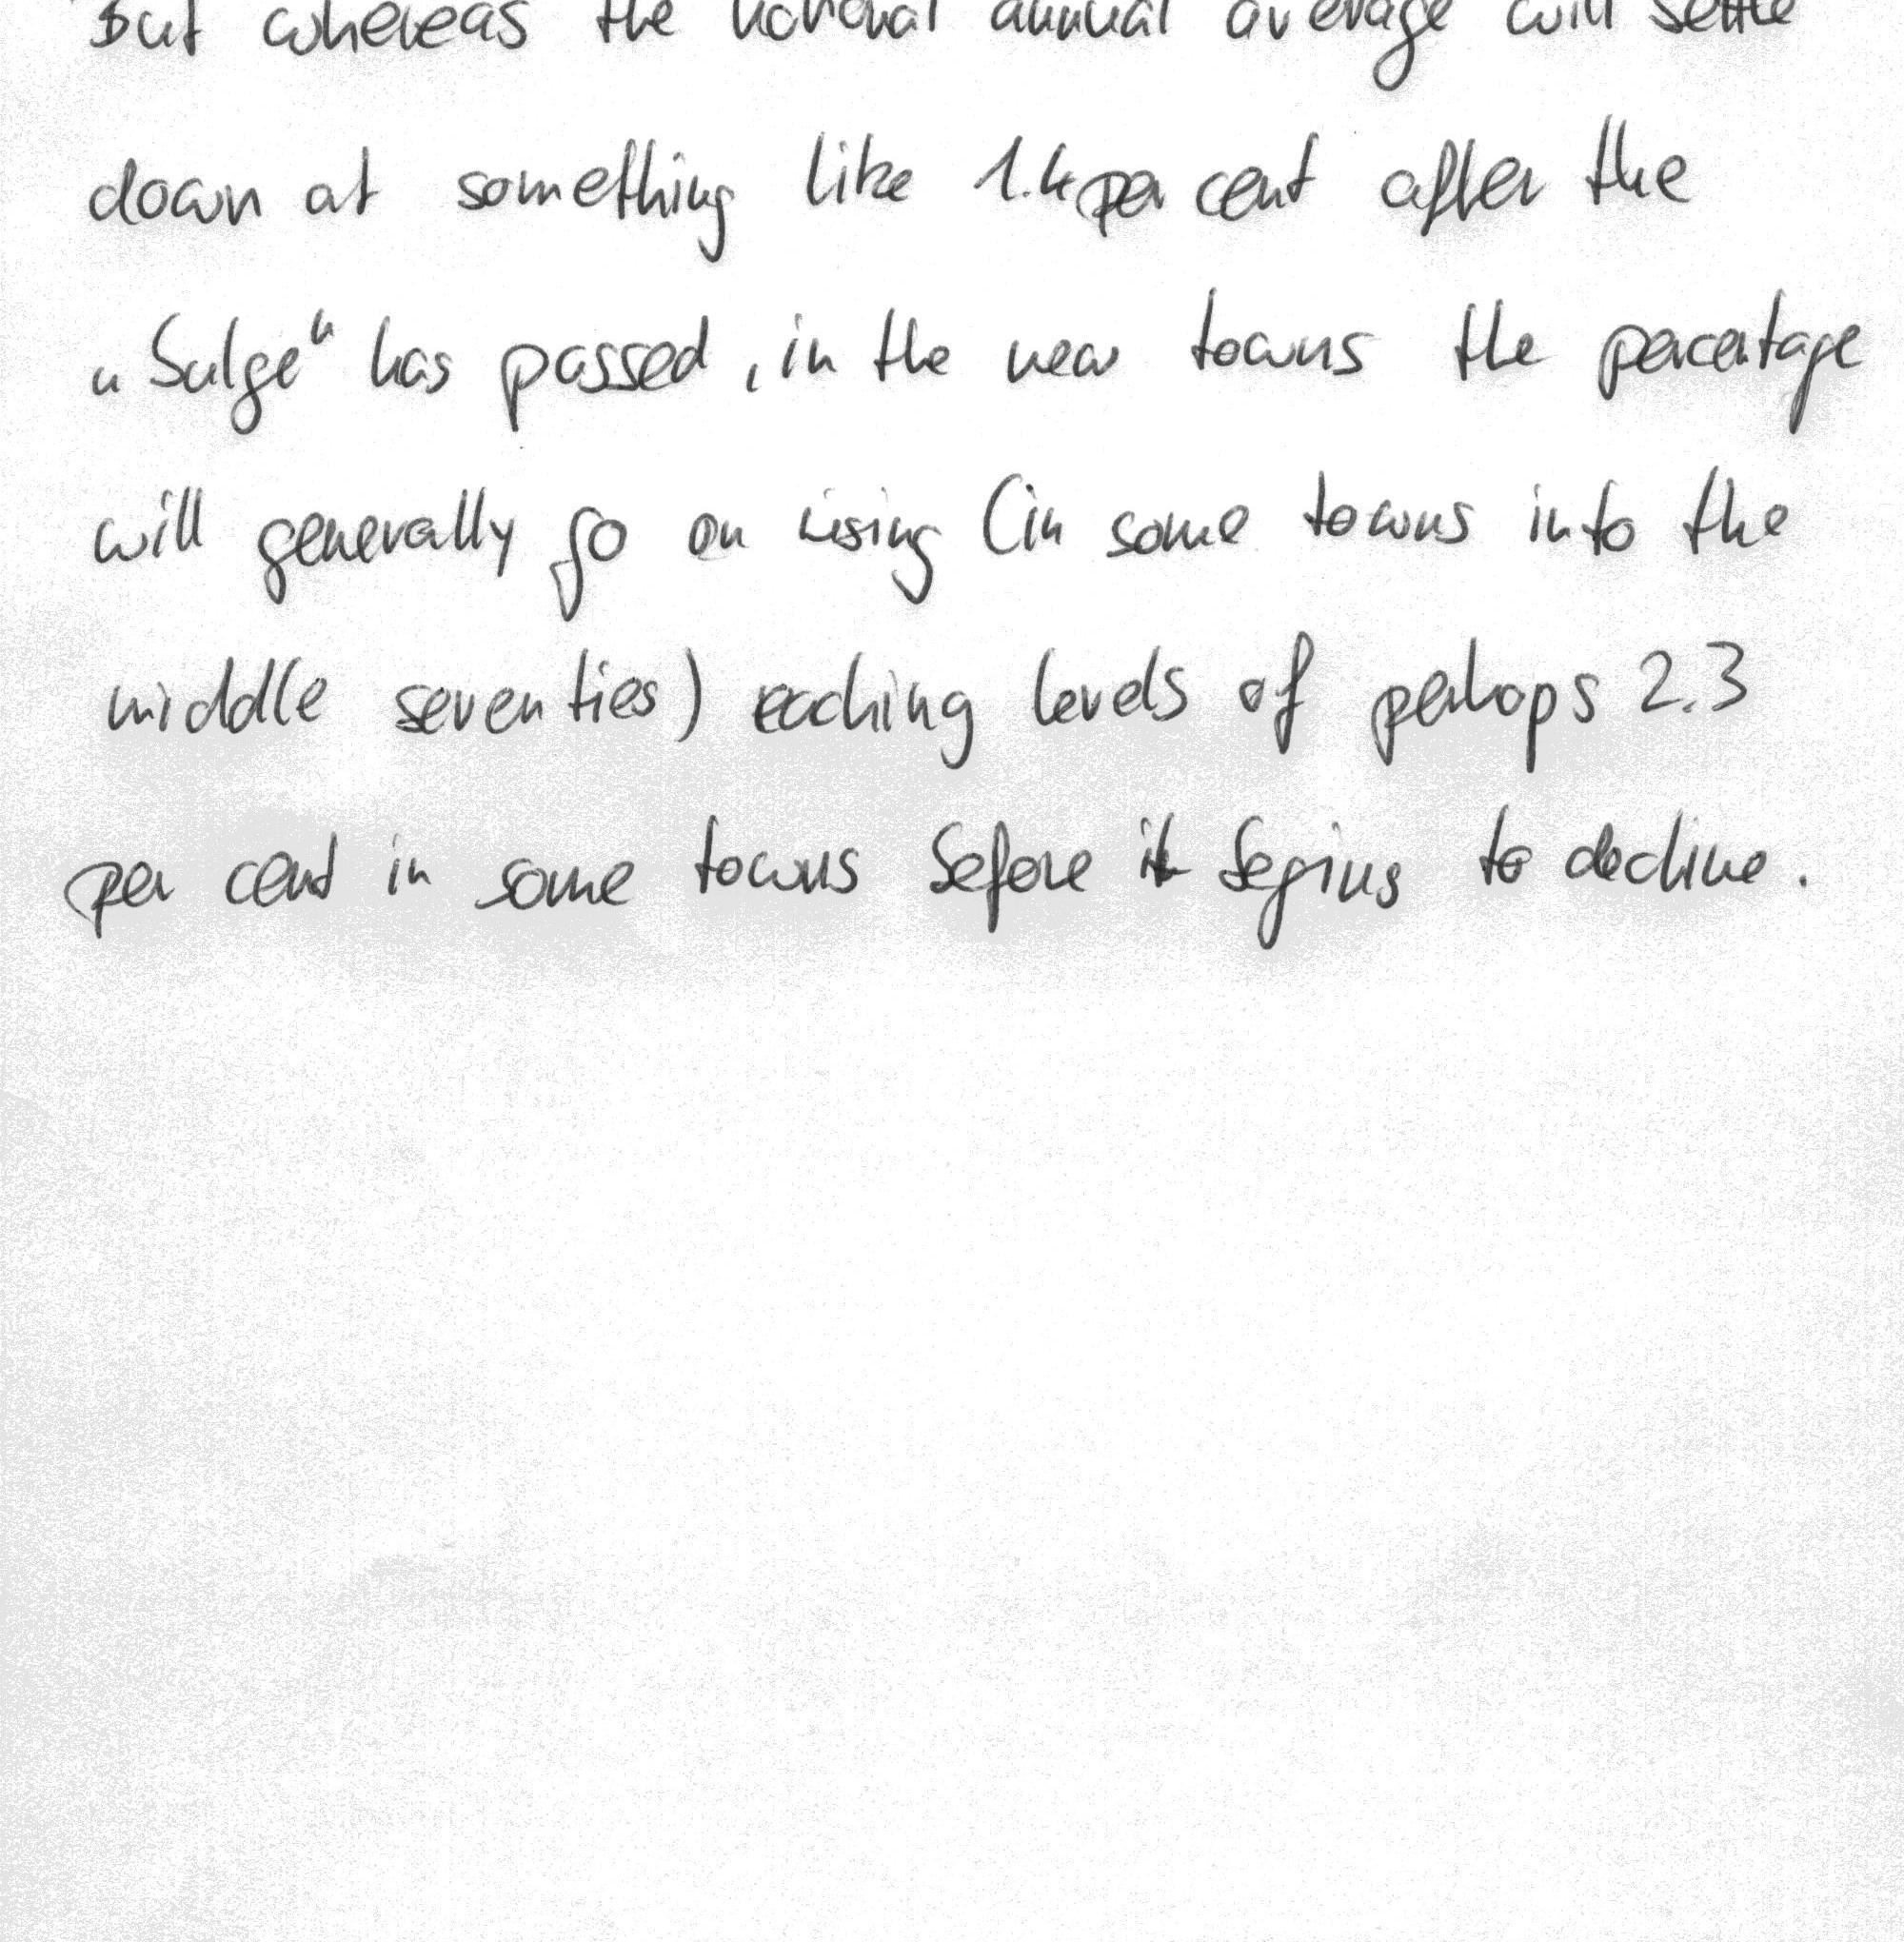 But whereas the national annual average will settle
down at something like 1.4 per cent after the
„Bulge“ has passed, in the new towns the percentage
will generally go on rising (in some towns into the
middle seventies) reaching levels of perhaps 2.3
per cent in some towns before it begins to decline.